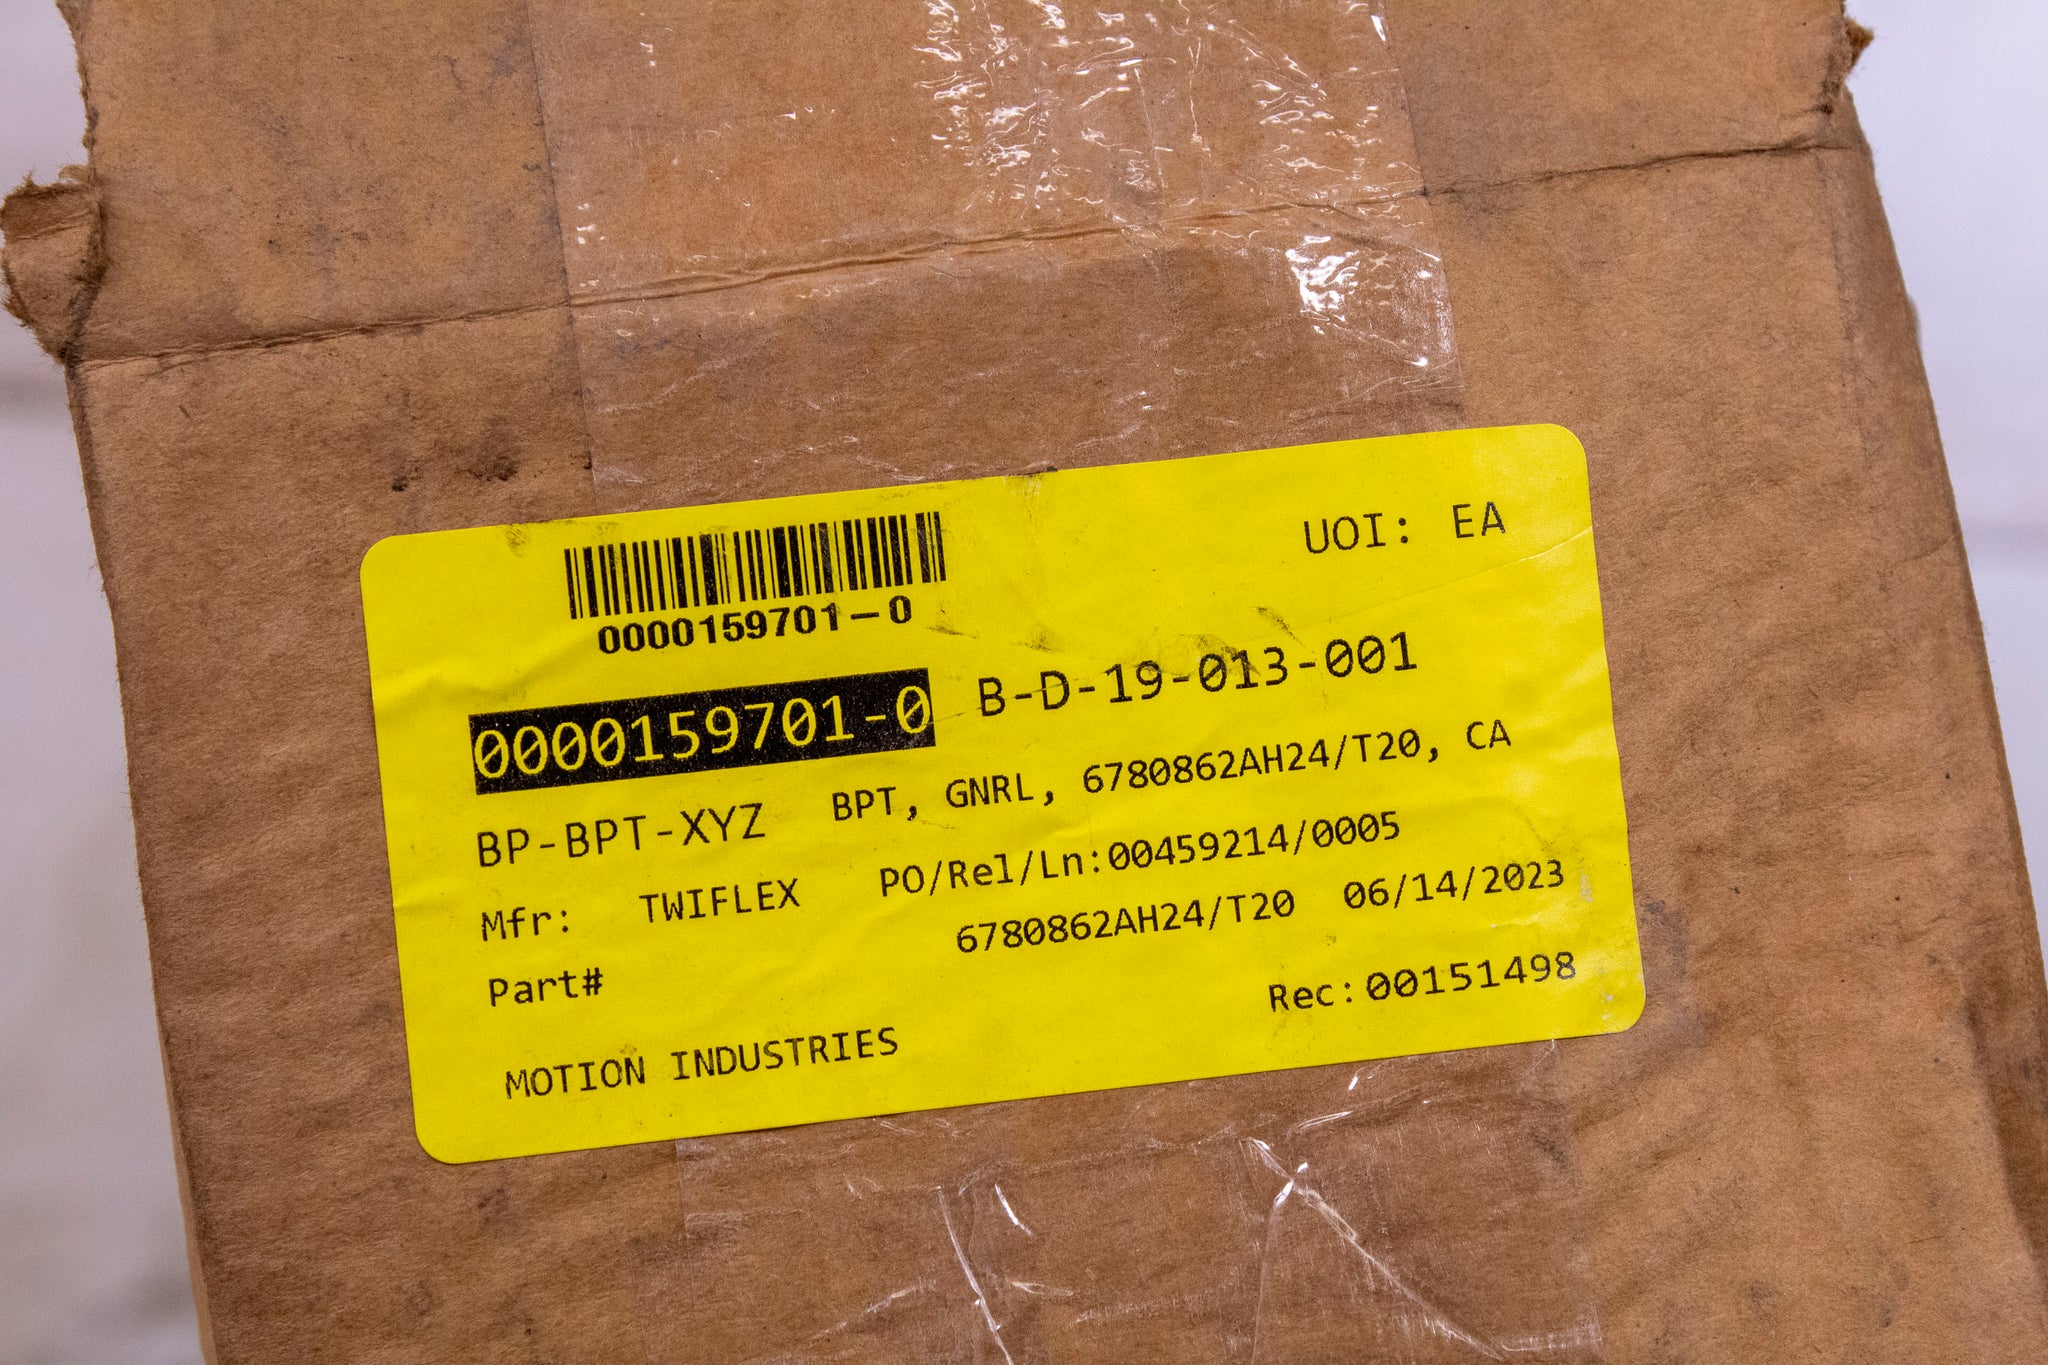 UOI: EA
0000159701-0
0000159701-0 B-D-19-013-001
BP-BPT-XYZ BPT, GNRL, 6780862AH24/T20, CA
Mfr: TWIFLEX PO/Rel/Ln:00459214/0005
Part# 6780862AH24/T20 06/14/2023
MOTION INDUSTRIES Rec:00151498